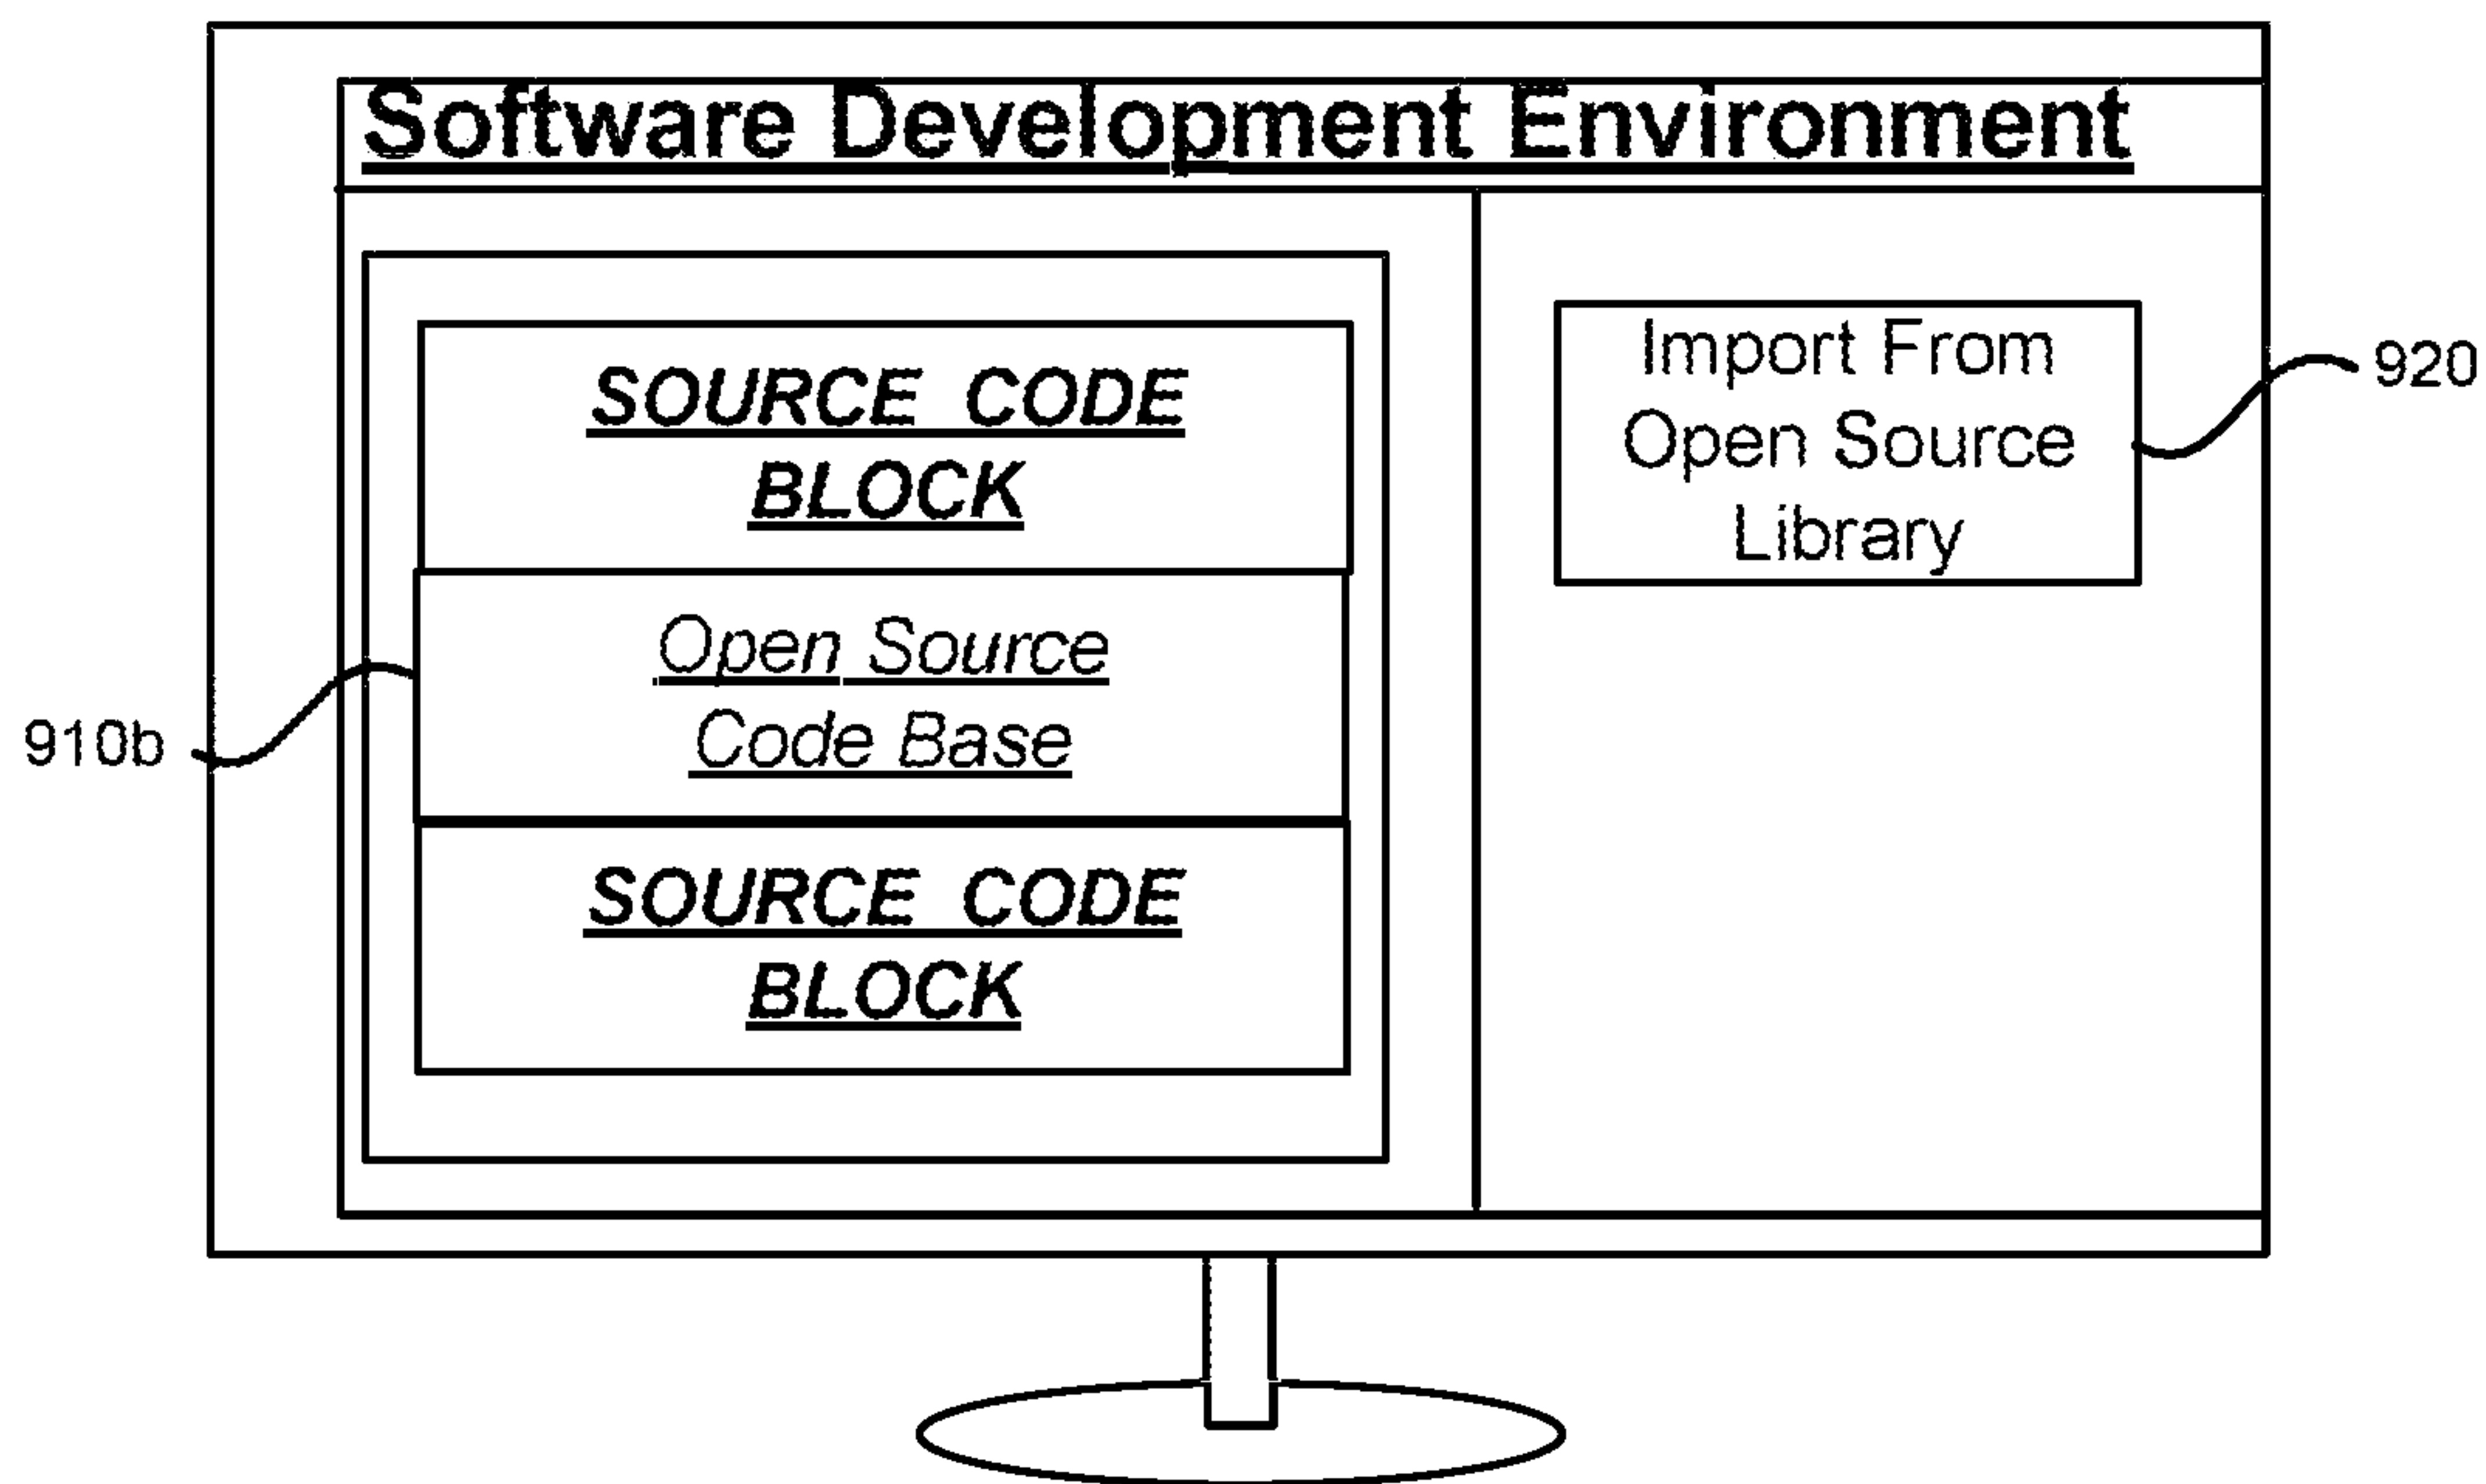 Software Development Environment
SOURCE CODE
BLOCK
Open Source
Code Base
SOURCE CODE
BLOCK
910b
Import From
Open Source
Library
920